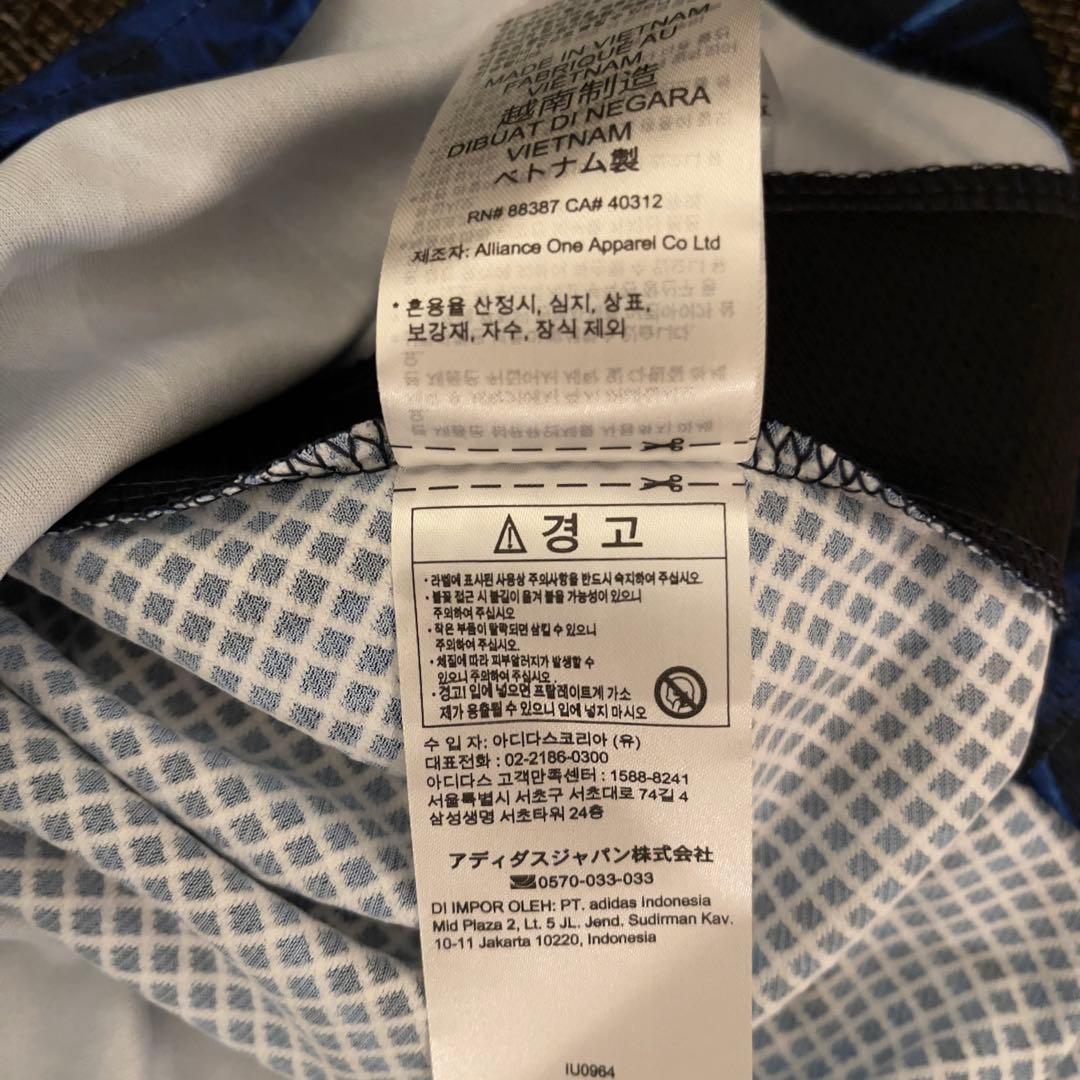 MADE IN VIETNAM
FABRIQUE AU
VIETNAM
越南制造
DIBUAT DI NEGARA
VIETNAM
ベトナム製
RN# 88387 CA# 40312
제조자: Alliance One Apparel Co Ltd
* 혼용율 산정시, 심지, 상표,
보강재, 자수, 장식 제외
경 고
• 라벨에 표시된 사용상 주의사항을 반드시 숙지하여 주십시오.
• 불꽃 접근 시 불길이 옮겨 붙을 가능성이 있으니
주의하여 주십시오
• 작은 부품이 탈락되면 삼킬 수 있으니
주의하여 주십시오.
• 체질에 따라 피부알러지가 발생할 수
있으니 주의하여 주십시오.
• 경고! 입에 넣으면 프탈레이트계 가소
제가 용출될 수 있으니 입에 넣지 마시오
수 입 자: 아디다스코리아 (유)
대표전화 : 02-2186-0300
아디다스 고객만족센터 : 1588-8241
서울특별시 서초구 서초대로 74길 4
삼성생명 서초타워 24층
アディダスジャパン株式会社
0570-033-033
DI IMPOR OLEH: PT. adidas Indonesia
Mid Plaza 2, Lt. 5 JL. Jend. Sudirman Kav.
10-11 Jakarta 10220, Indonesia
IU0964